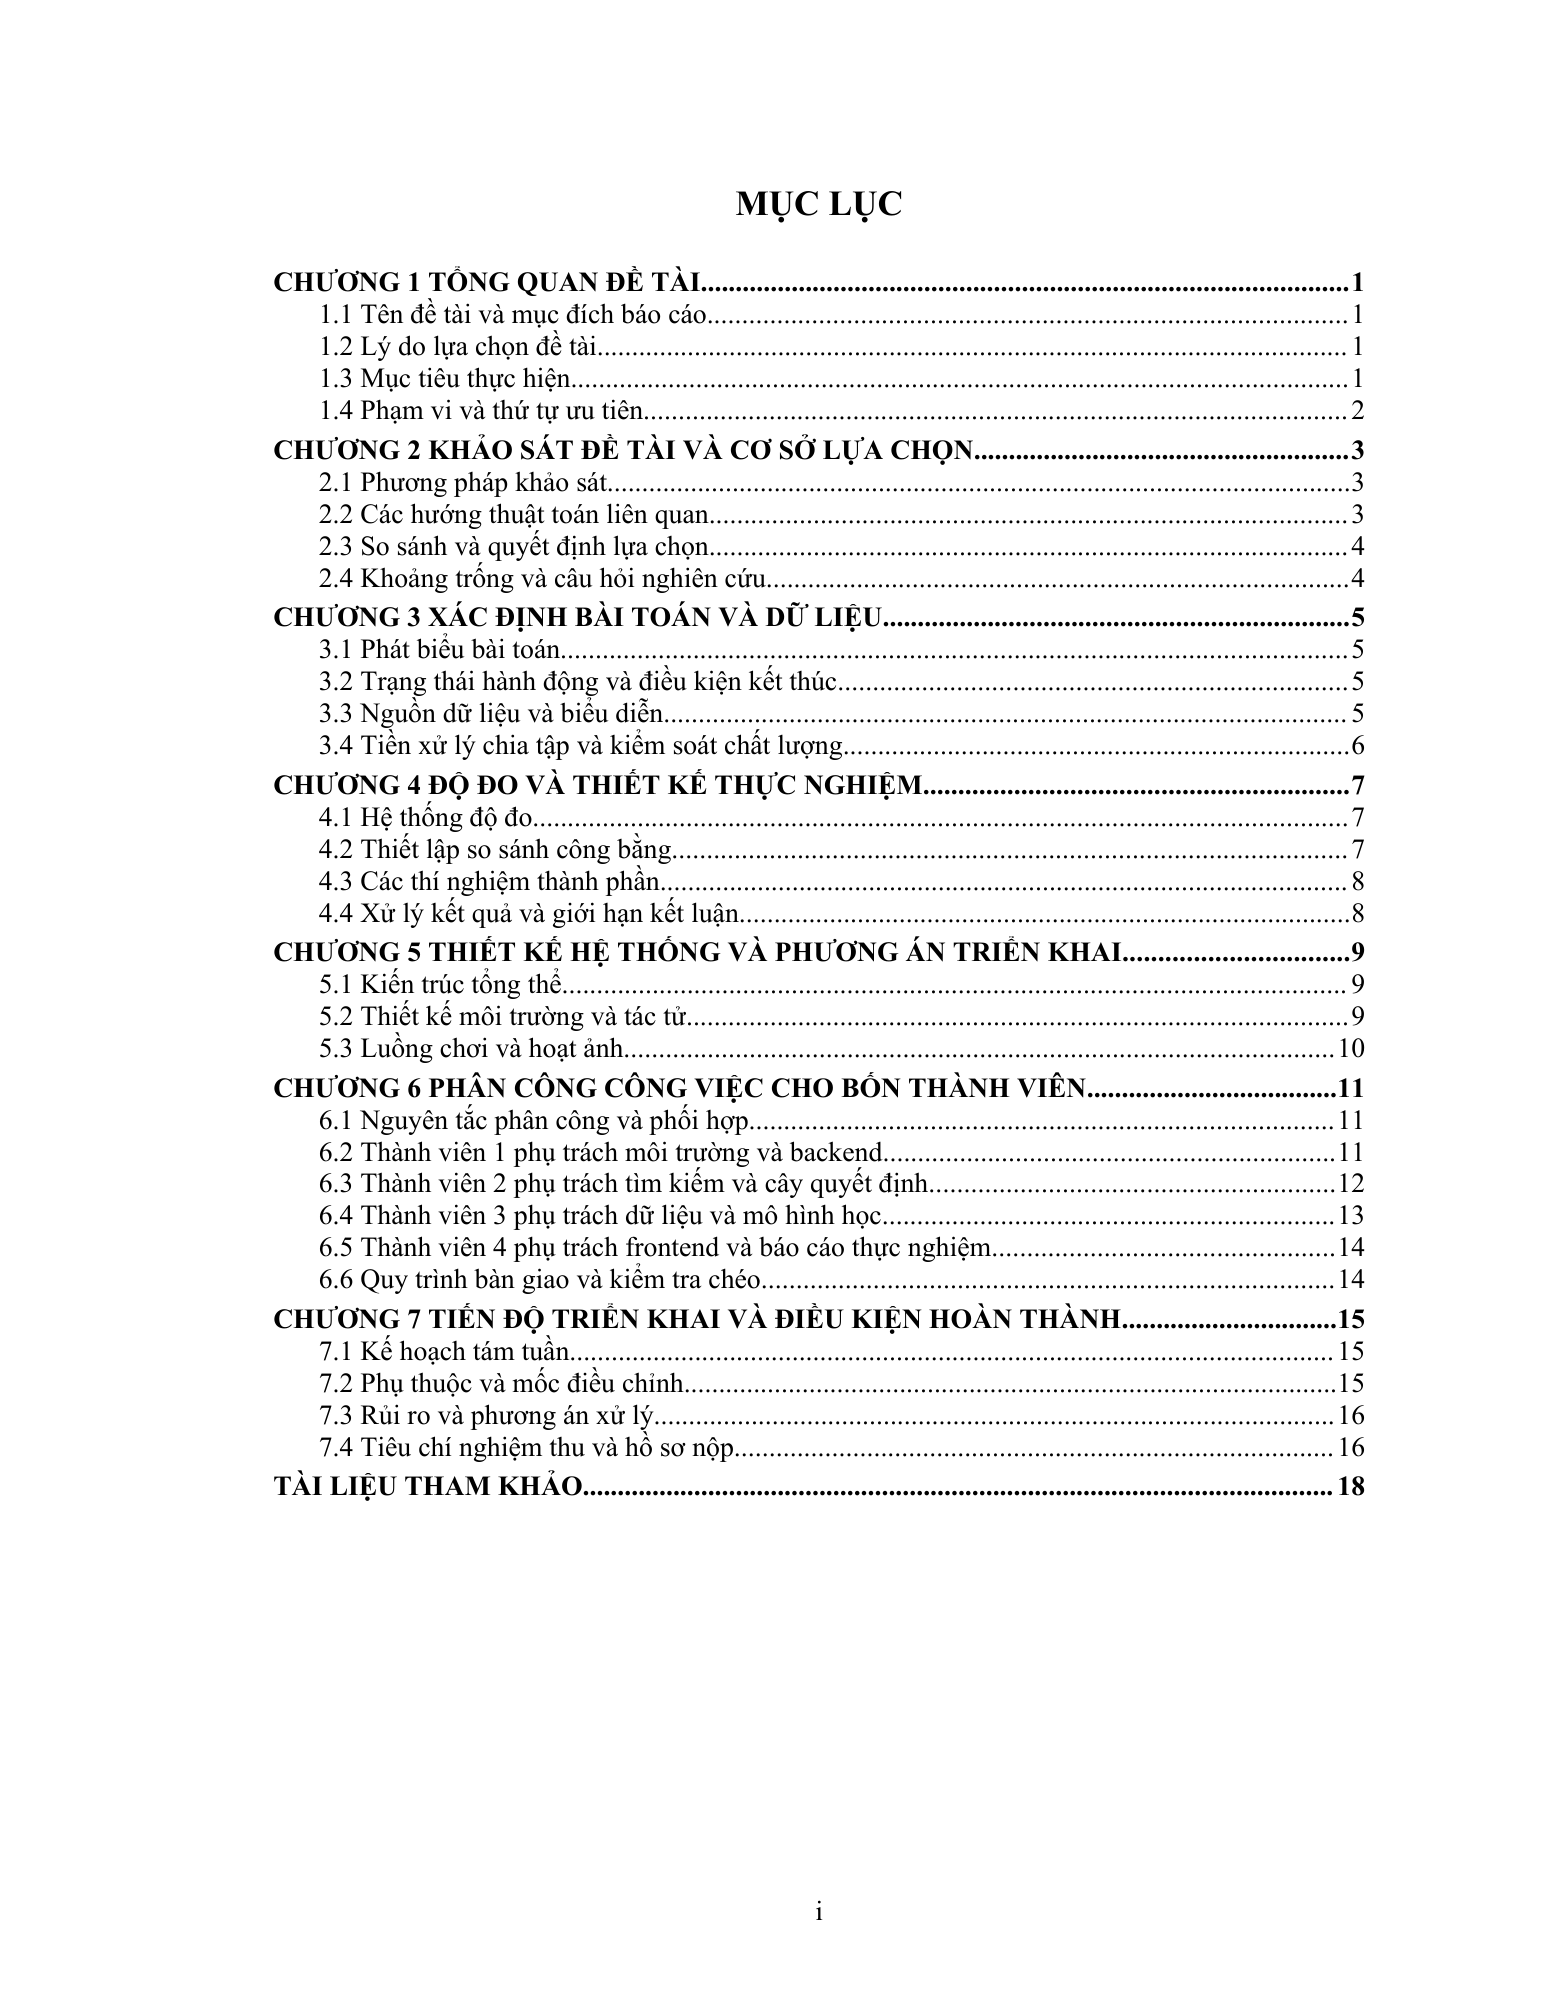 MỤC LỤC
CHƯƠNG 1 TỔNG QUAN ĐỀ TÀI 1
1.1 Tên đề tài và mục đích báo cáo 1
1.2 Lý do lựa chọn đề tài 1
1.3 Mục tiêu thực hiện 1
1.4 Phạm vi và thứ tự ưu tiên 2
CHƯƠNG 2 KHẢO SÁT ĐỀ TÀI VÀ CƠ SỞ LỰA CHỌN 3
2.1 Phương pháp khảo sát 3
2.2 Các hướng thuật toán liên quan 3
2.3 So sánh và quyết định lựa chọn 4
2.4 Khoảng trống và câu hỏi nghiên cứu 4
CHƯƠNG 3 XÁC ĐỊNH BÀI TOÁN VÀ DỮ LIỆU 5
3.1 Phát biểu bài toán 5
3.2 Trạng thái hành động và điều kiện kết thúc 5
3.3 Nguồn dữ liệu và biểu diễn 5
3.4 Tiền xử lý chia tập và kiểm soát chất lượng 6
CHƯƠNG 4 ĐỘ ĐO VÀ THIẾT KẾ THỰC NGHIỆM 7
4.1 Hệ thống độ đo 7
4.2 Thiết lập so sánh công bằng 7
4.3 Các thí nghiệm thành phần 8
4.4 Xử lý kết quả và giới hạn kết luận 8
CHƯƠNG 5 THIẾT KẾ HỆ THỐNG VÀ PHƯƠNG ÁN TRIỂN KHAI 9
5.1 Kiến trúc tổng thể 9
5.2 Thiết kế môi trường và tác tử 9
5.3 Luồng chơi và hoạt ảnh 10
CHƯƠNG 6 PHÂN CÔNG CÔNG VIỆC CHO BỐN THÀNH VIÊN 11
6.1 Nguyên tắc phân công và phối hợp 11
6.2 Thành viên 1 phụ trách môi trường và backend 11
6.3 Thành viên 2 phụ trách tìm kiếm và cây quyết định 12
6.4 Thành viên 3 phụ trách dữ liệu và mô hình học 13
6.5 Thành viên 4 phụ trách frontend và báo cáo thực nghiệm 14
6.6 Quy trình bàn giao và kiểm tra chéo 14
CHƯƠNG 7 TIẾN ĐỘ TRIỂN KHAI VÀ ĐIỀU KIỆN HOÀN THÀNH 15
7.1 Kế hoạch tám tuần 15
7.2 Phụ thuộc và mốc điều chỉnh 15
7.3 Rủi ro và phương án xử lý 16
7.4 Tiêu chí nghiệm thu và hồ sơ nộp 16
TÀI LIỆU THAM KHẢO 18
i